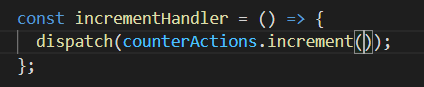 const incrementHandler = () => {
  dispatch(counterActions.increment());
};